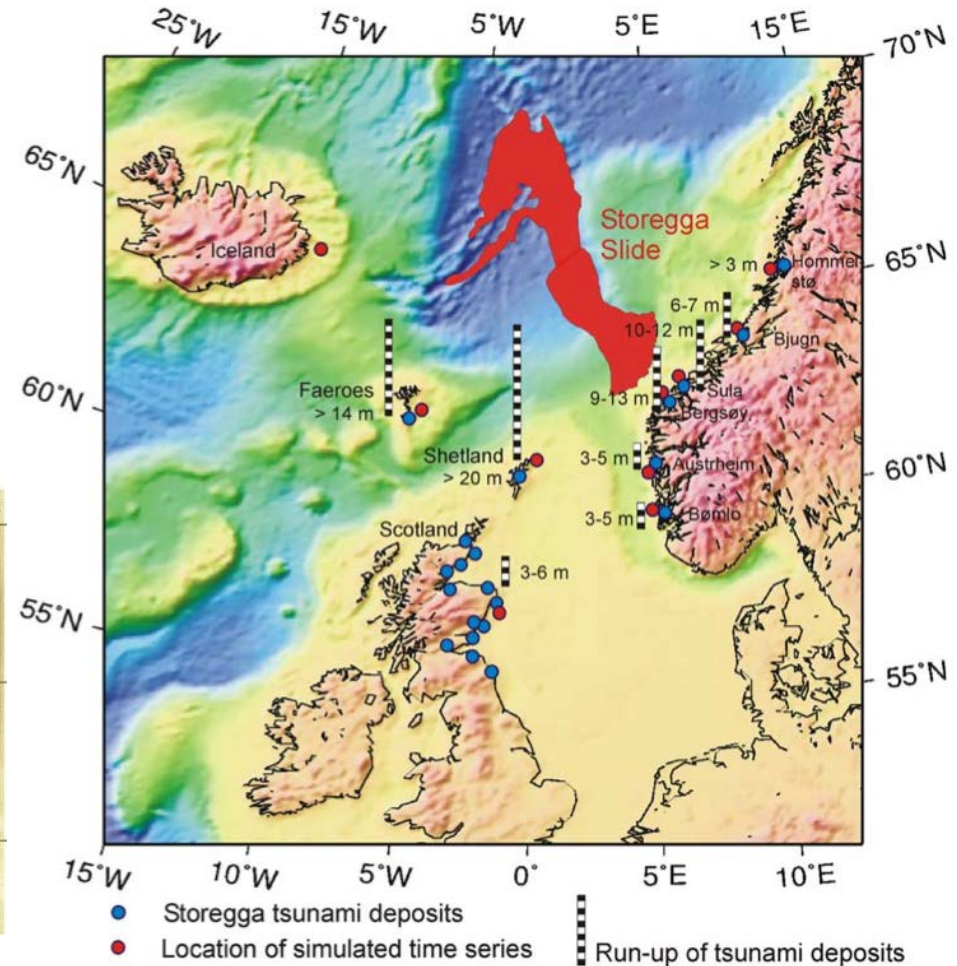 25˚W 15˚W 5˚W 5˚E 15˚E
70˚N
65˚N
Iceland
Storegga
Slide
> 3 m
Hommel
stø
65˚N
6-7 m
10-12 m
Bjugn
60˚N
Faeroes
> 14 m
9-13 m
Sula
Bergsøy
Shetland
> 20 m
3-5 m
Austrheim
60˚N
3-5 m
Bømlo
Scotland
3-6 m
55˚N
55˚N
15˚W 10˚W 5˚W 0˚ 5˚E 10˚E
Storegga tsunami deposits
Location of simulated time series
Run-up of tsunami deposits